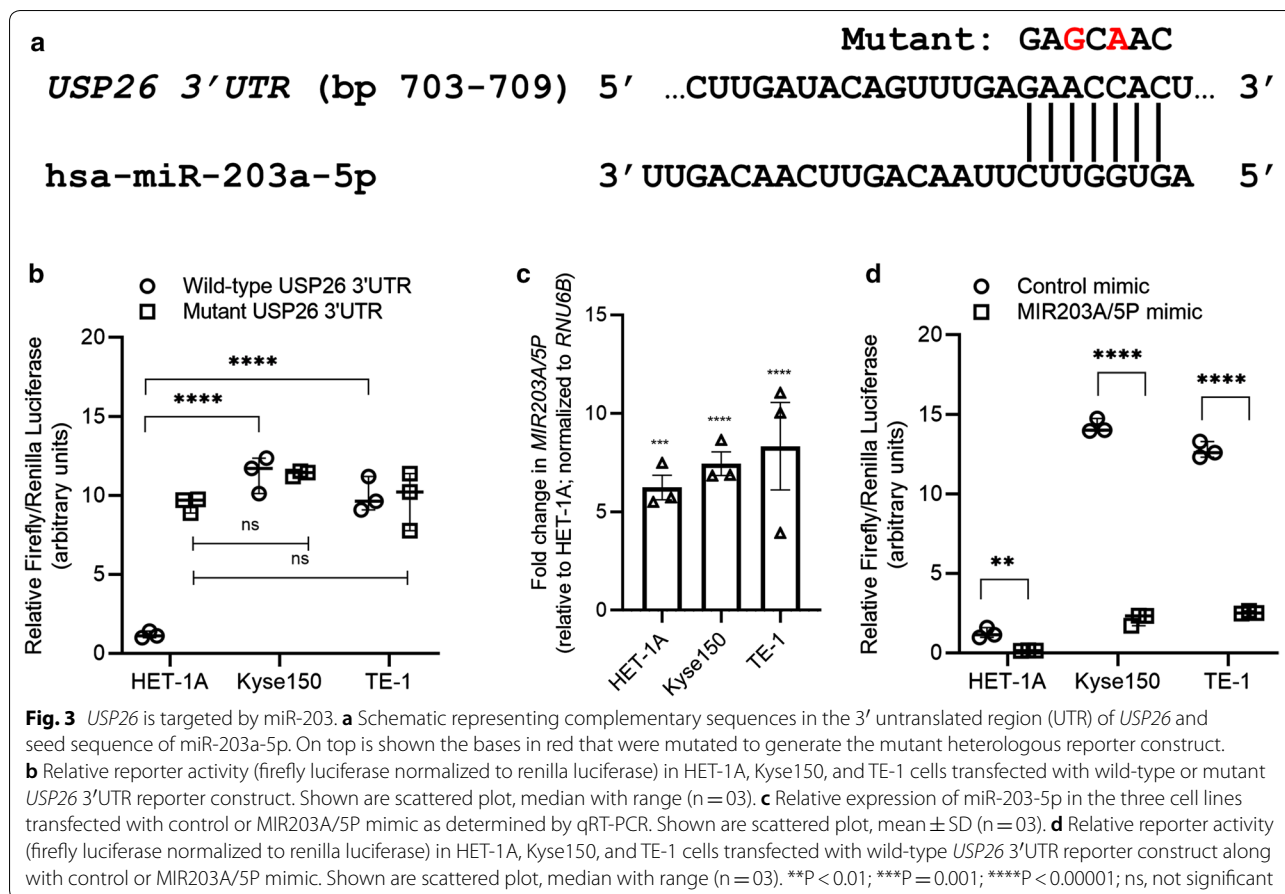 a
Mutant: GAGCAAC
USP26 3'UTR (bp 703-709) 5' ...CUUGAUACAGUUUGAGAACCACU... 3'
hsa-miR-203a-5p 3'UUGACAACUUGACAAUUCUUGGUGA 5'
b
Wild-type USP26 3'UTR
Mutant USP26 3'UTR
Relative Firefly/Renilla Luciferase
(arbitrary units)
20
15
10
5
0
****
****
ns
ns
HET-1A Kyse150 TE-1
c
Fold change in MIR203A/5P
(relative to HET-1A; normalized to RNU6B)
15
10
5
0
***
****
****
HET-1A Kyse150 TE-1
d
Control mimic
MIR203A/5P mimic
Relative Firefly/Renilla Luciferase
(arbitrary units)
20
15
10
5
0
**
****
****
HET-1A Kyse150 TE-1
Fig. 3 USP26 is targeted by miR-203. a Schematic representing complementary sequences in the 3′ untranslated region (UTR) of USP26 and
seed sequence of miR-203a-5p. On top is shown the bases in red that were mutated to generate the mutant heterologous reporter construct.
b Relative reporter activity (firefly luciferase normalized to renilla luciferase) in HET-1A, Kyse150, and TE-1 cells transfected with wild-type or mutant
USP26 3′UTR reporter construct. Shown are scattered plot, median with range (n = 03). c Relative expression of miR-203-5p in the three cell lines
transfected with control or MIR203A/5P mimic as determined by qRT-PCR. Shown are scattered plot, mean ± SD (n = 03). d Relative reporter activity
(firefly luciferase normalized to renilla luciferase) in HET-1A, Kyse150, and TE-1 cells transfected with wild-type USP26 3′UTR reporter construct along
with control or MIR203A/5P mimic. Shown are scattered plot, median with range (n = 03). **P < 0.01; ***P = 0.001; ****P < 0.00001; ns, not significant